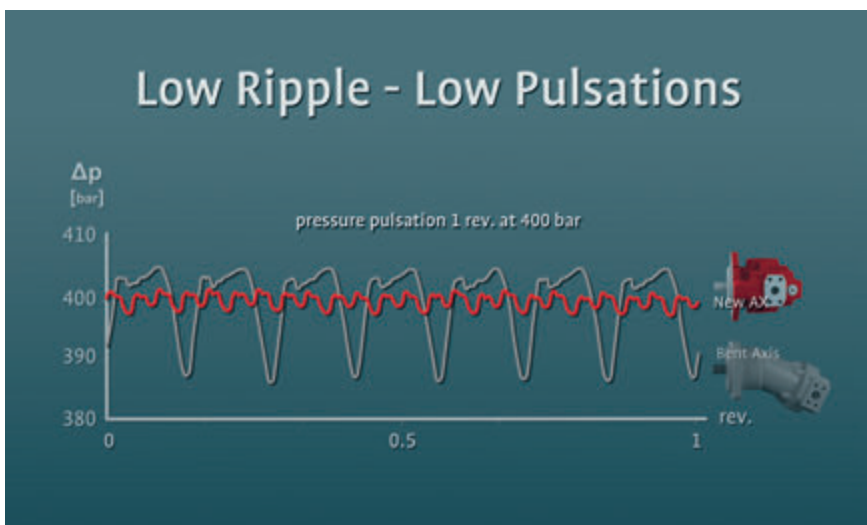 Low Ripple - Low Pulsations
Δp
[bar]
pressure pulsation 1 rev. at 400 bar
410
400
390
380
New AX
Bent Axis
rev.
0 0.5 1